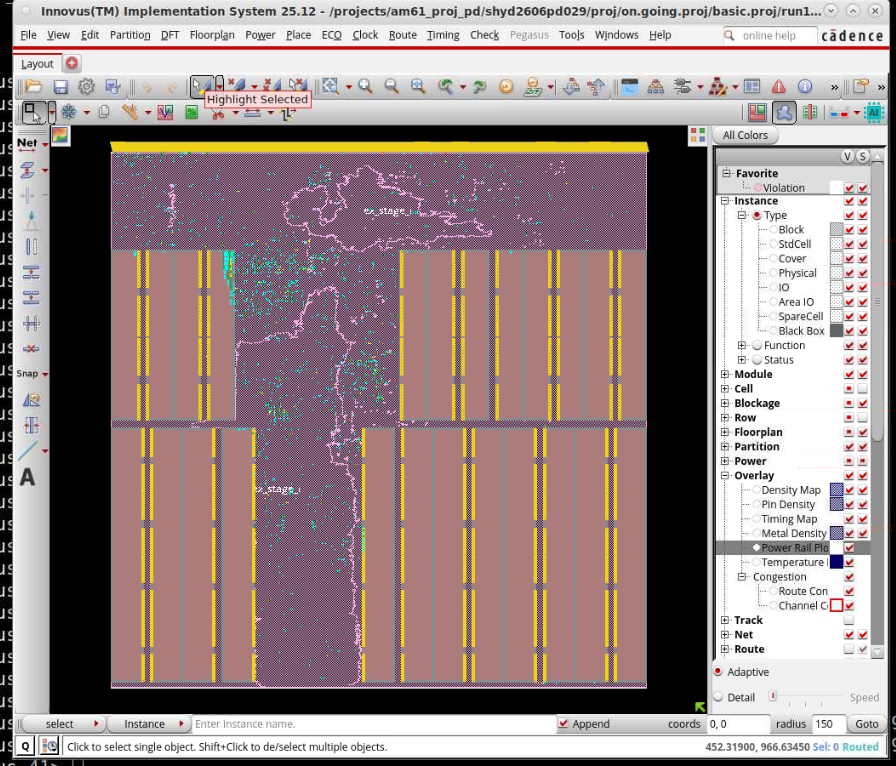 Innovus(TM) Implementation System 25.12 - /projects/am61_proj_pd/shyd2606pd029/proj/on.going.proj/basic.proj/run1...
File View Edit Partition DFT Floorplan Power Place ECO Clock Route Timing Check Pegasus Tools Windows Help online help cādence
Layout
Highlight Selected
All Colors
Net
V S
Favorite
Violation
Instance
Type
Block
StdCell
Cover
Physical
IO
Area IO
SpareCell
Black Box
Function
Status
Module
Cell
Blockage
Row
Floorplan
Partition
Power
Overlay
Density Map
Pin Density
Timing Map
Metal Density
Power Rail Plo
Temperature
Congestion
Route Con
Channel C
Track
Net
Route
Snap
A
ex_stage_
ex_stage_i
Adaptive
Detail Speed
select Instance Enter Instance name. Append coords 0, 0 radius 150 Goto
Q Click to select single object. Shift+Click to de/select multiple objects. 452.31900, 966.63450 Sel: 0 Routed